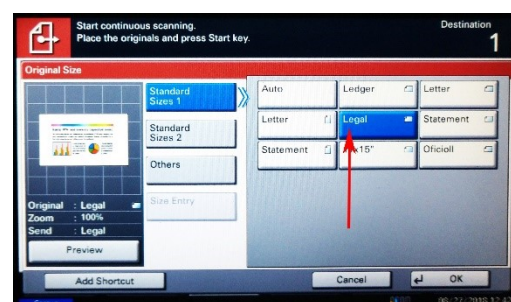 Start continuous scanning.
Place the originals and press Start key.
Destination
1
Original Size
Standard
Sizes 1
Standard
Sizes 2
Others
Size Entry
Auto
Ledger
Letter
Letter
Legal
Statement
Statement
x15"
OficioII
Original : Legal
Zoom : 100%
Send : Legal
Preview
Add Shortcut
Cancel
OK